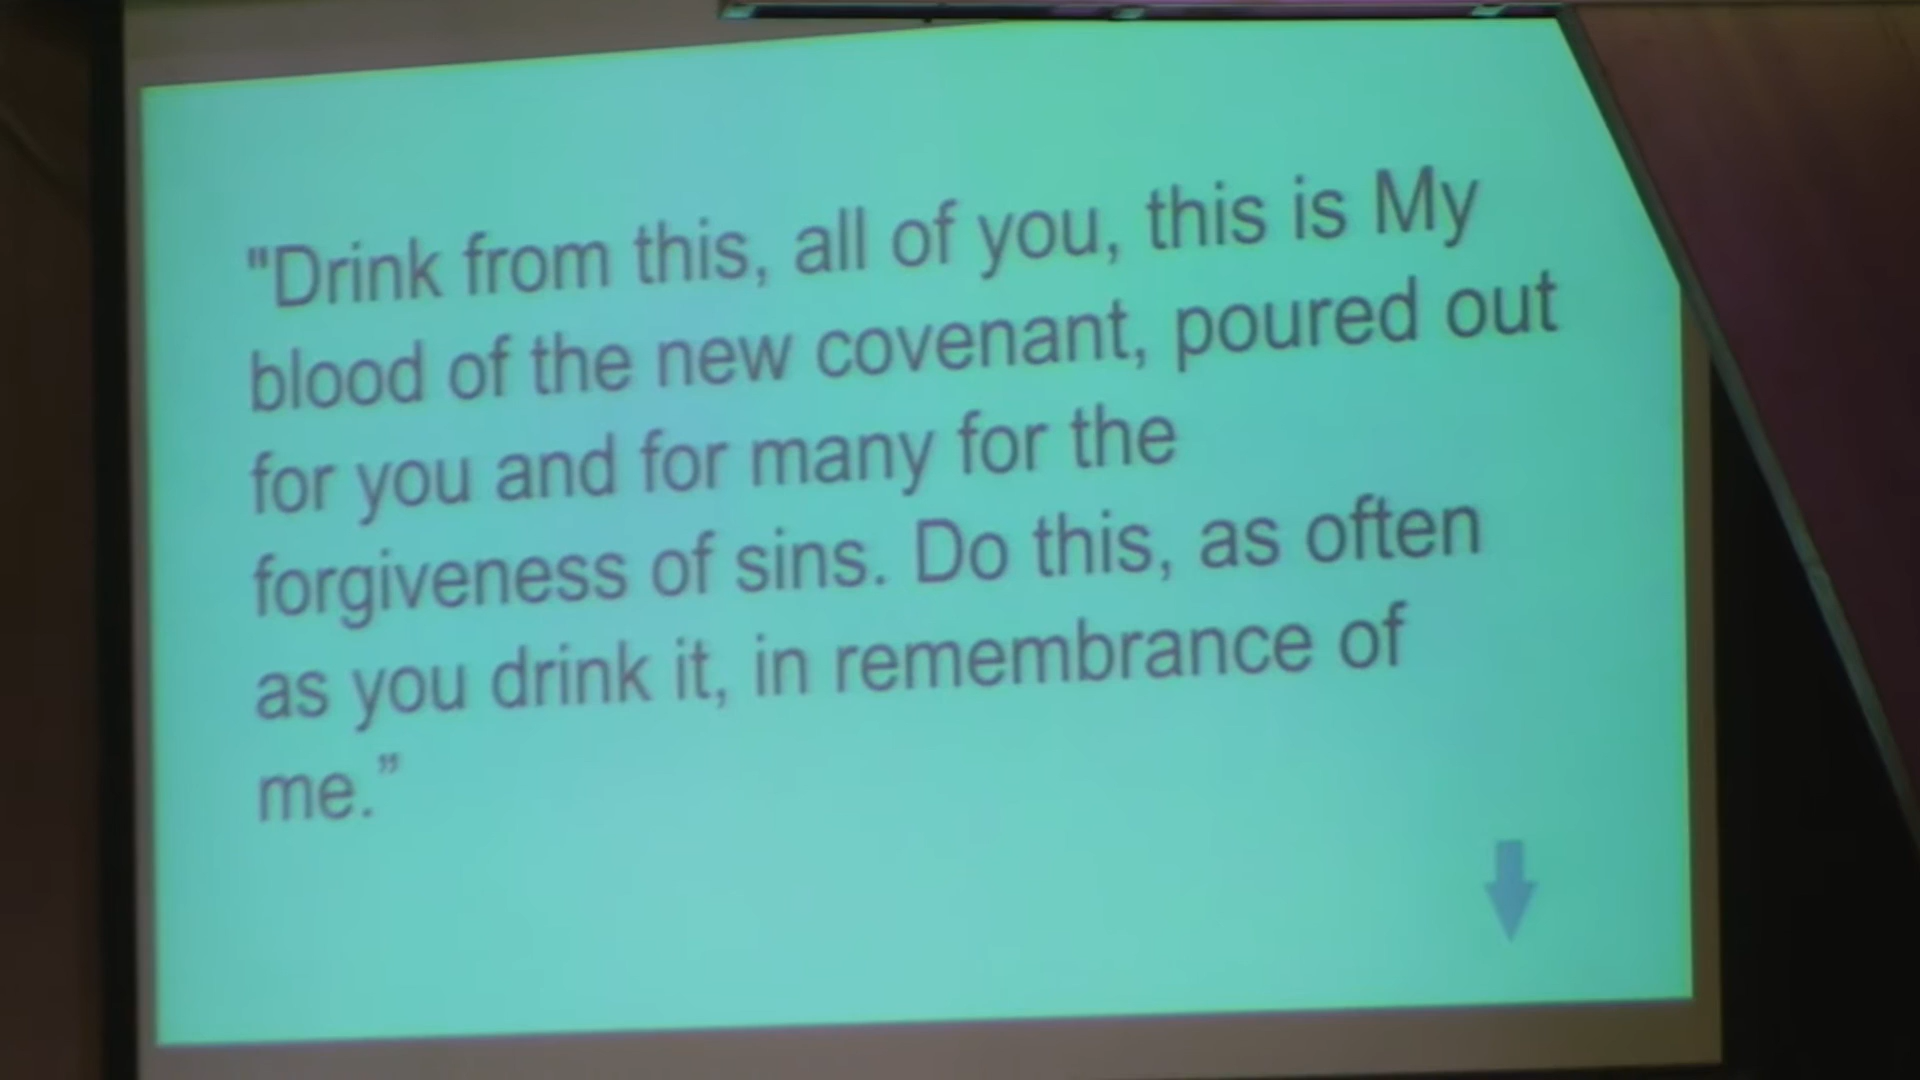 "Drink from this, all of you, this is My
blood of the new covenant, poured out
for you and for many for the
forgiveness of sins. Do this, as often
as you drink it, in remembrance of
me.”